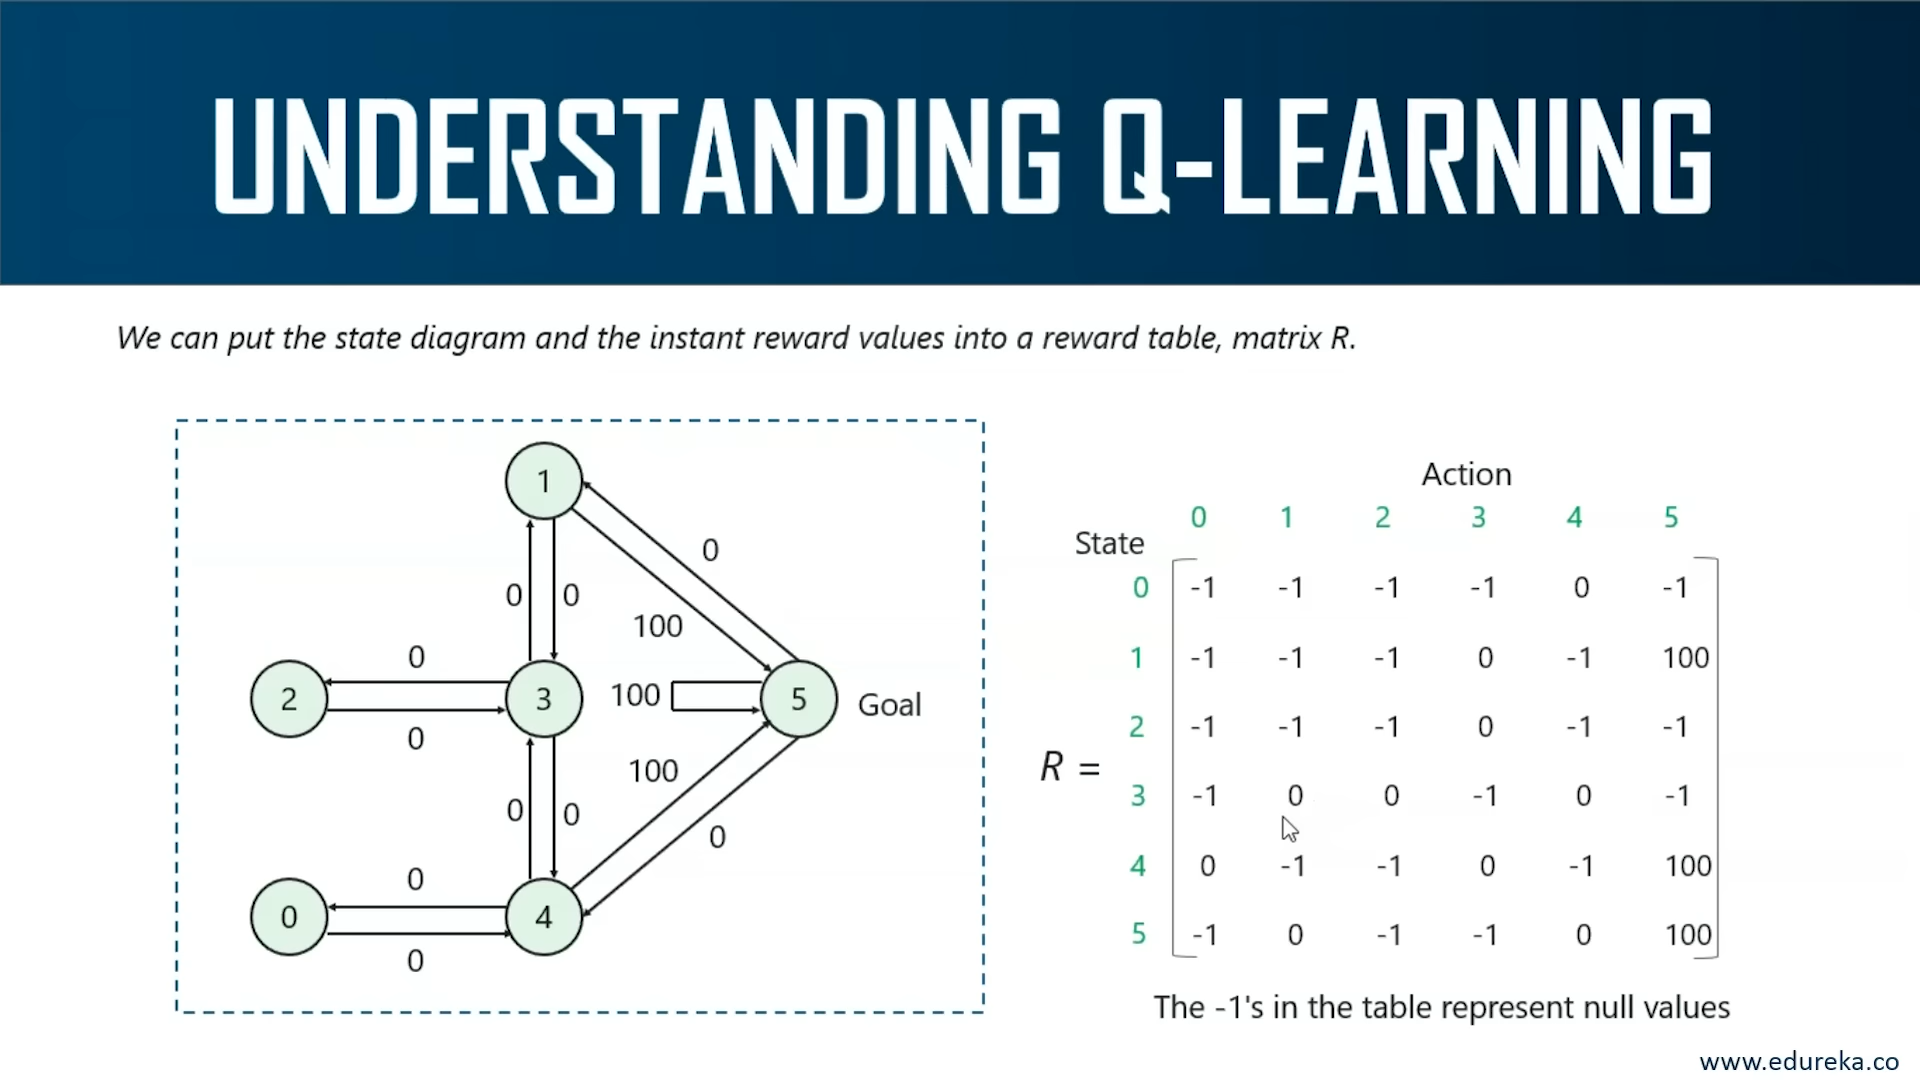 UNDERSTANDING Q-LEARNING
We can put the state diagram and the instant reward values into a reward table, matrix R.
1
0
0 0
100
0
2 3 100 5 Goal
0
100
0 0
0
0
0 4
0
Action
0 1 2 3 4 5
State
0 -1 -1 -1 -1 0 -1
1 -1 -1 -1 0 -1 100
2 -1 -1 -1 0 -1 -1
R =
3 -1 0 0 -1 0 -1
4 0 -1 -1 0 -1 100
5 -1 0 -1 -1 0 100
The -1's in the table represent null values
www.edureka.co